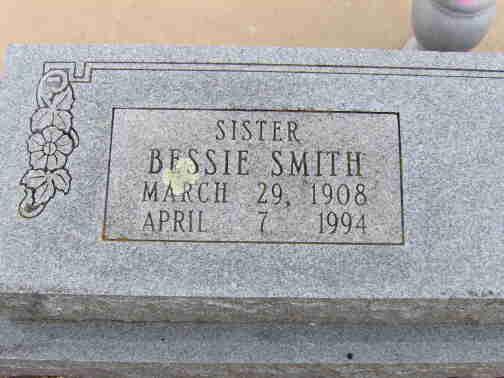 SISTER
BESSIE SMITH
MARCH 29, 1908
APRIL 7 1994